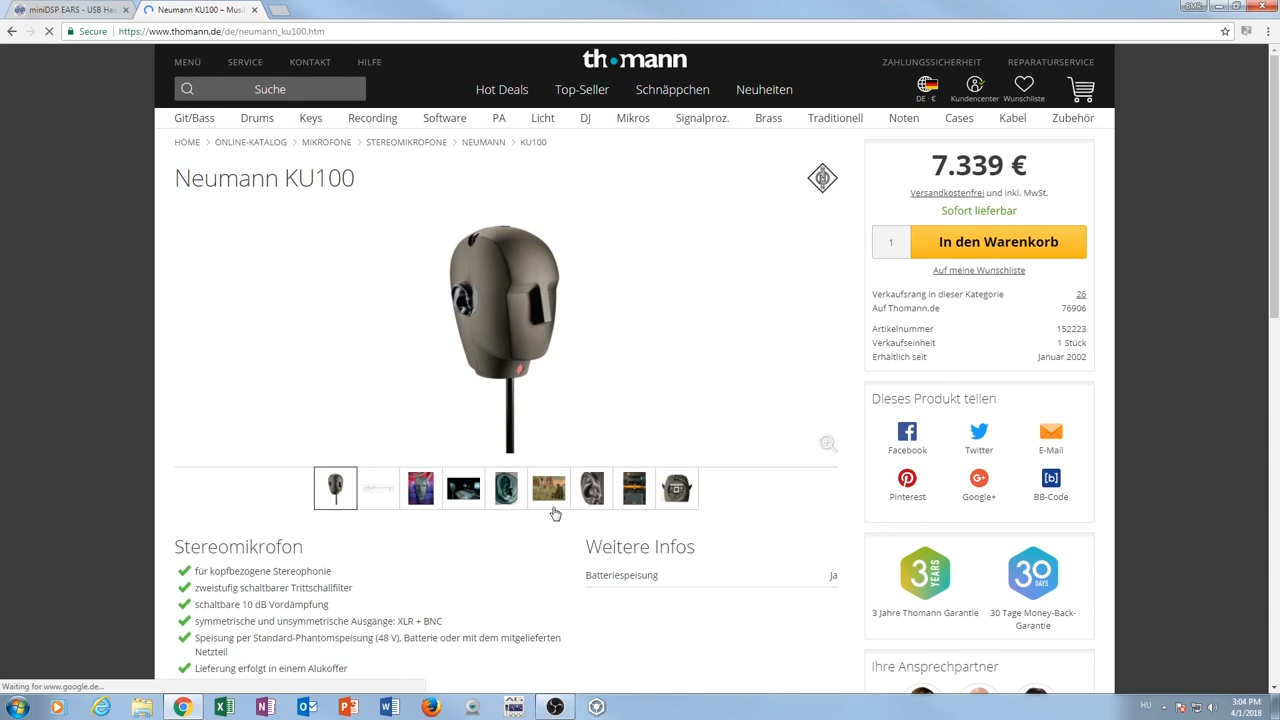 miniDSP EARS - USB He
Neumann KU100 – Musi
Secure
https://www.thomann.de/de/neumann_ku100.htm
MENÜ SERVICE KONTAKT HILFE
thomann
ZAHLUNGSSICHERHEIT REPARATURSERVICE
Suche
Hot Deals Top-Seller Schnäppchen Neuheiten
DE · € Kundencenter Wunschliste
Git/Bass Drums Keys Recording Software PA Licht DJ Mikros Signalproz. Brass Traditionell Noten Cases Kabel Zubehör
HOME > ONLINE-KATALOG > MIKROFONE > STEREOMIKROFONE > NEUMANN > KU100
Neumann KU100
7.339 €
Versandkostenfrei und inkl. MwSt.
Sofort lieferbar
1 In den Warenkorb
Auf meine Wunschliste
Verkaufsrang in dieser Kategorie 26
Auf Thomann.de 76906
Artikelnummer 152223
Verkaufseinheit 1 Stück
Erhältlich seit Januar 2002
Dieses Produkt teilen
Facebook Twitter E-Mail
Pinterest Google+ BB-Code
Stereomikrofon
für kopfbezogene Stereophonie
zweistufig schaltbarer Trittschallfilter
schaltbare 10 dB Vordämpfung
symmetrische und unsymmetrische Ausgänge: XLR + BNC
Speisung per Standard-Phantomspeisung (48 V), Batterie oder mit dem mitgelieferten
Netzteil
Lieferung erfolgt in einem Alukoffer
Weitere Infos
Batteriespeisung Ja
3 YEARS
30 DAYS
3 Jahre Thomann Garantie
30 Tage Money-Back-
Garantie
Ihre Ansprechpartner
Waiting for www.google.de...
HU
3:04 PM
4/1/2018